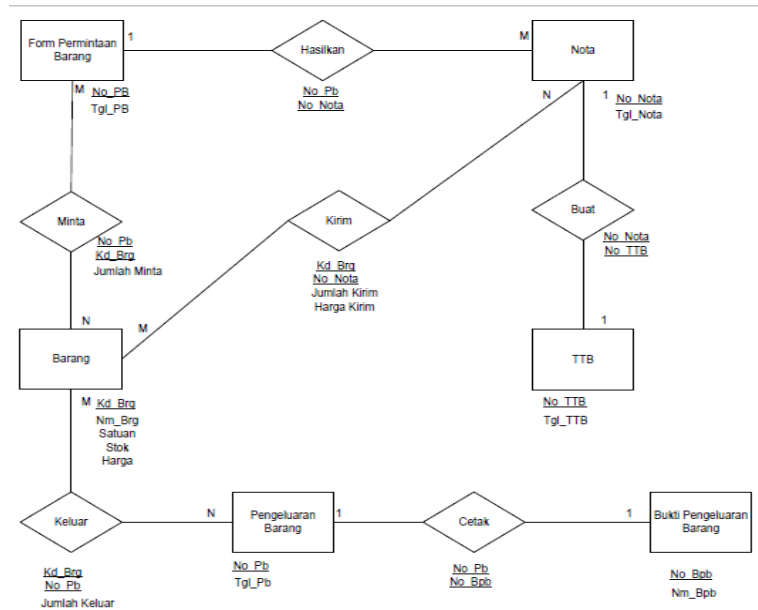 Form Permintaan
Barang
1
Hasilkan
M
Nota
M
No_PB
Tgl_PB
No_Pb
No_Nota
N
1
No_Nota
Tgl_Nota
Minta
No_Pb
Kd_Brg
Jumlah Minta
Kirim
Kd_Brg
No_Nota
Jumlah Kirim
Harga Kirim
Buat
No_Nota
No_TTB
N
M
1
Barang
TTB
M
Kd_Brg
Nm_Brg
Satuan
Stok
Harga
No_TTB
Tgl_TTB
Keluar
N
Pengeluaran
Barang
1
Cetak
1
Bukti Pengeluaran
Barang
Kd_Brg
No_Pb
Jumlah Keluar
No_Pb
Tgl_Pb
No_Pb
No_Bpb
No_Bpb
Nm_Bpb